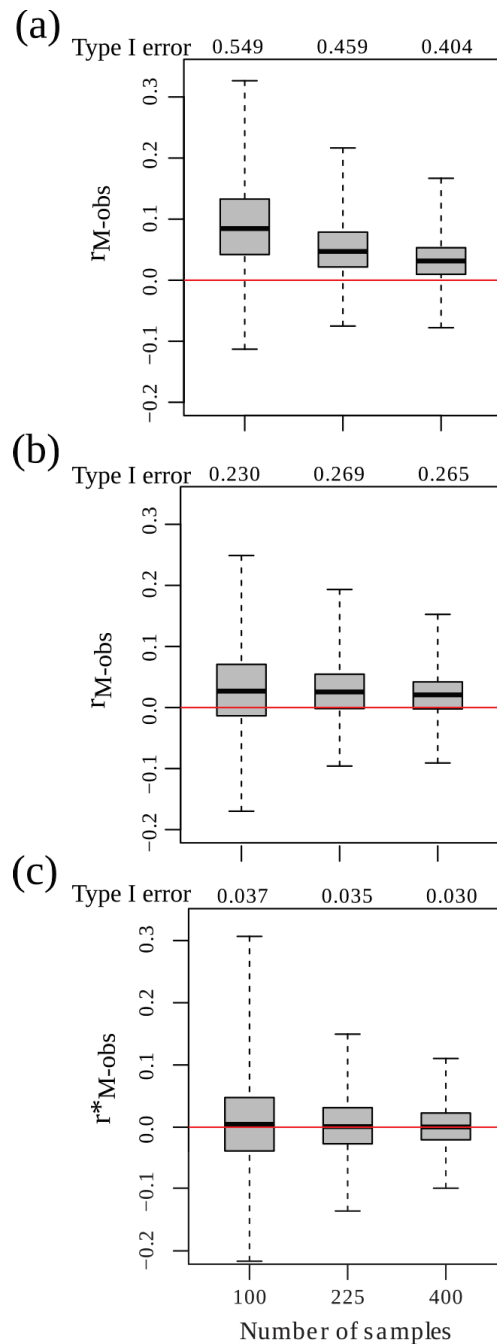 (a)
Type I error 0.549 0.459 0.404
rM-obs
0.3
0.2
0.1
0.0
−0.1
−0.2
(b)
Type I error 0.230 0.269 0.265
rM-obs
0.3
0.2
0.1
0.0
−0.1
−0.2
(c)
Type I error 0.037 0.035 0.030
r*M-obs
0.3
0.2
0.1
0.0
−0.1
−0.2
100 225 400
Number of samples